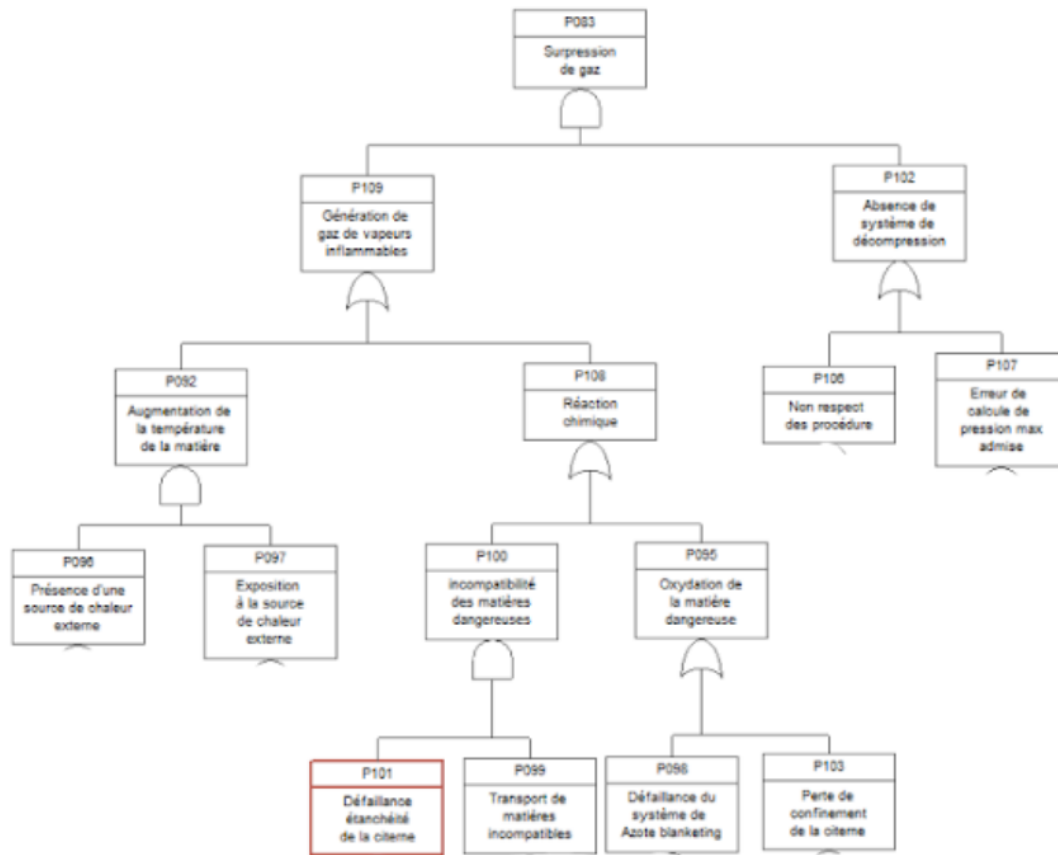 P083
Surpression
de gaz
P109
Génération de
gaz de vapeurs
inflammables
P102
Absence de
système de
décompression
P092
Augmentation de
la température
de la matière
P108
Réaction
chimique
P106
Non respect
des procédure
P107
Erreur de
calcule de
pression max
admise
P096
Présence d'une
source de chaleur
externe
P097
Exposition
à la source
de chaleur
externe
P100
incompatibilité
des matières
dangereuses
P095
Oxydation de
la matière
dangereuse
P101
Défaillance
étanchéité
de la citerne
P099
Transport de
matières
incompatibles
P098
Défaillance du
système de
Azote blanketing
P103
Perte de
confinement
de la citerne